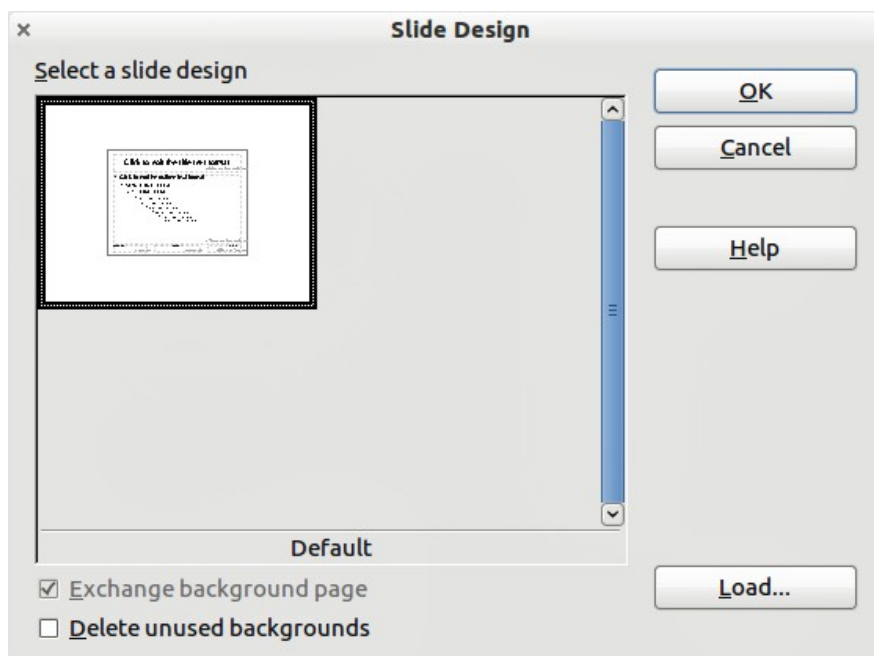 Slide Design
Select a slide design
OK
Cancel
Help
Default
Exchange background page
Load...
Delete unused backgrounds